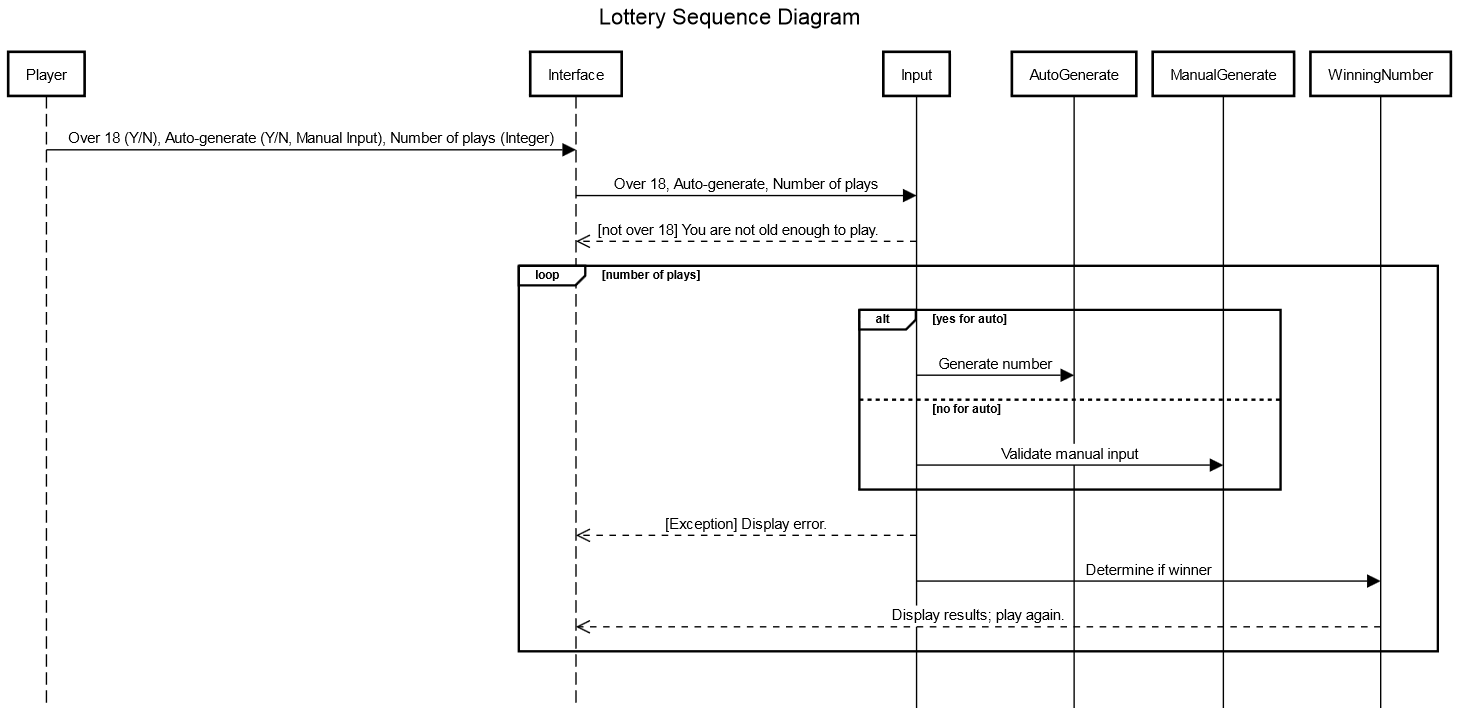 Lottery Sequence Diagram
Player
Interface
Input
AutoGenerate
ManualGenerate
WinningNumber
Over 18 (Y/N), Auto-generate (Y/N, Manual Input), Number of plays (Integer)
Over 18, Auto-generate, Number of plays
[not over 18] You are not old enough to play.
loop
[number of plays]
alt
[yes for auto]
Generate number
[no for auto]
Validate manual input
[Exception] Display error.
Determine if winner
Display results; play again.